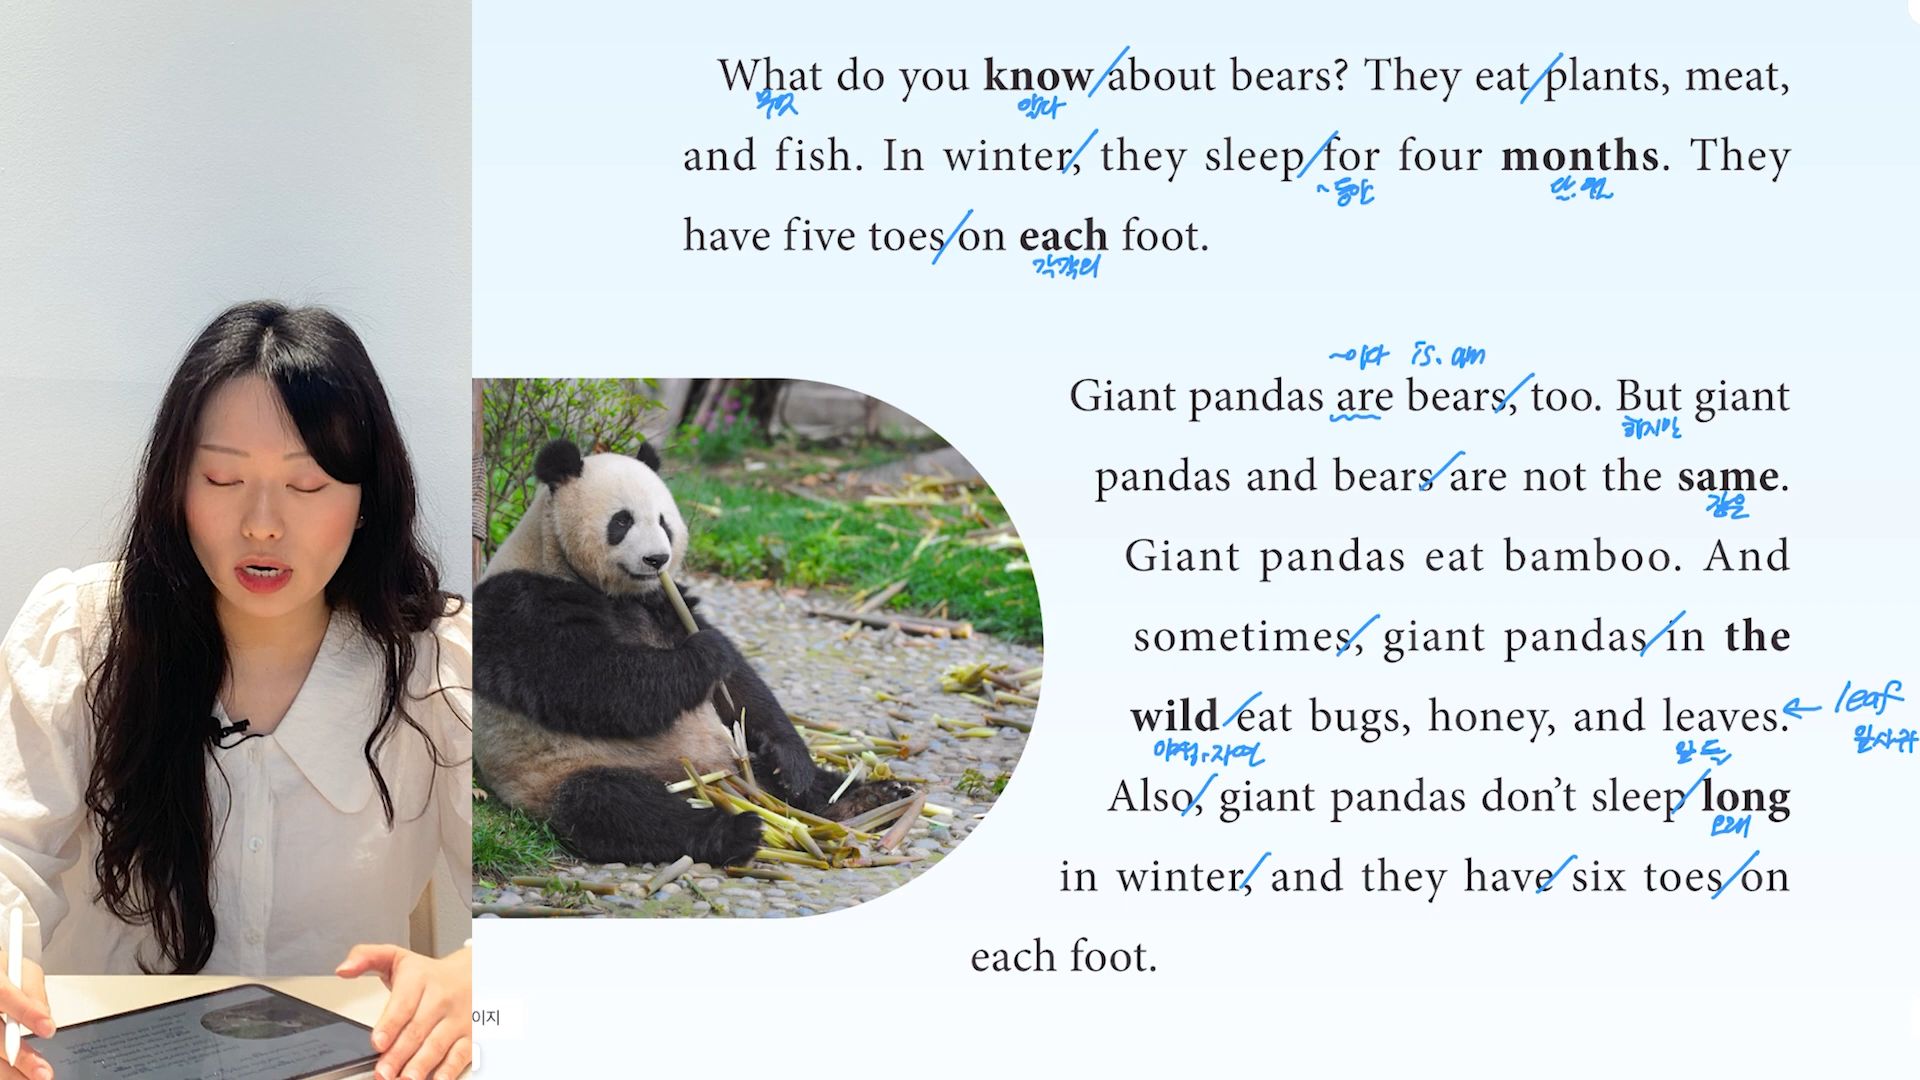 What do you know about bears? They eat plants, meat,
무엇 알다
and fish. In winter, they sleep for four months. They
~동안 달. 월
have five toes on each foot.
각각의
~이다 is. am
Giant pandas are bears, too. But giant
하지만
pandas and bears are not the same.
같은
Giant pandas eat bamboo. And
sometimes, giant pandas in the
wild eat bugs, honey, and leaves. ← leaf
야생, 자연 잎들 잎사귀
Also, giant pandas don't sleep long
오래
in winter, and they have six toes on
each foot.
이지